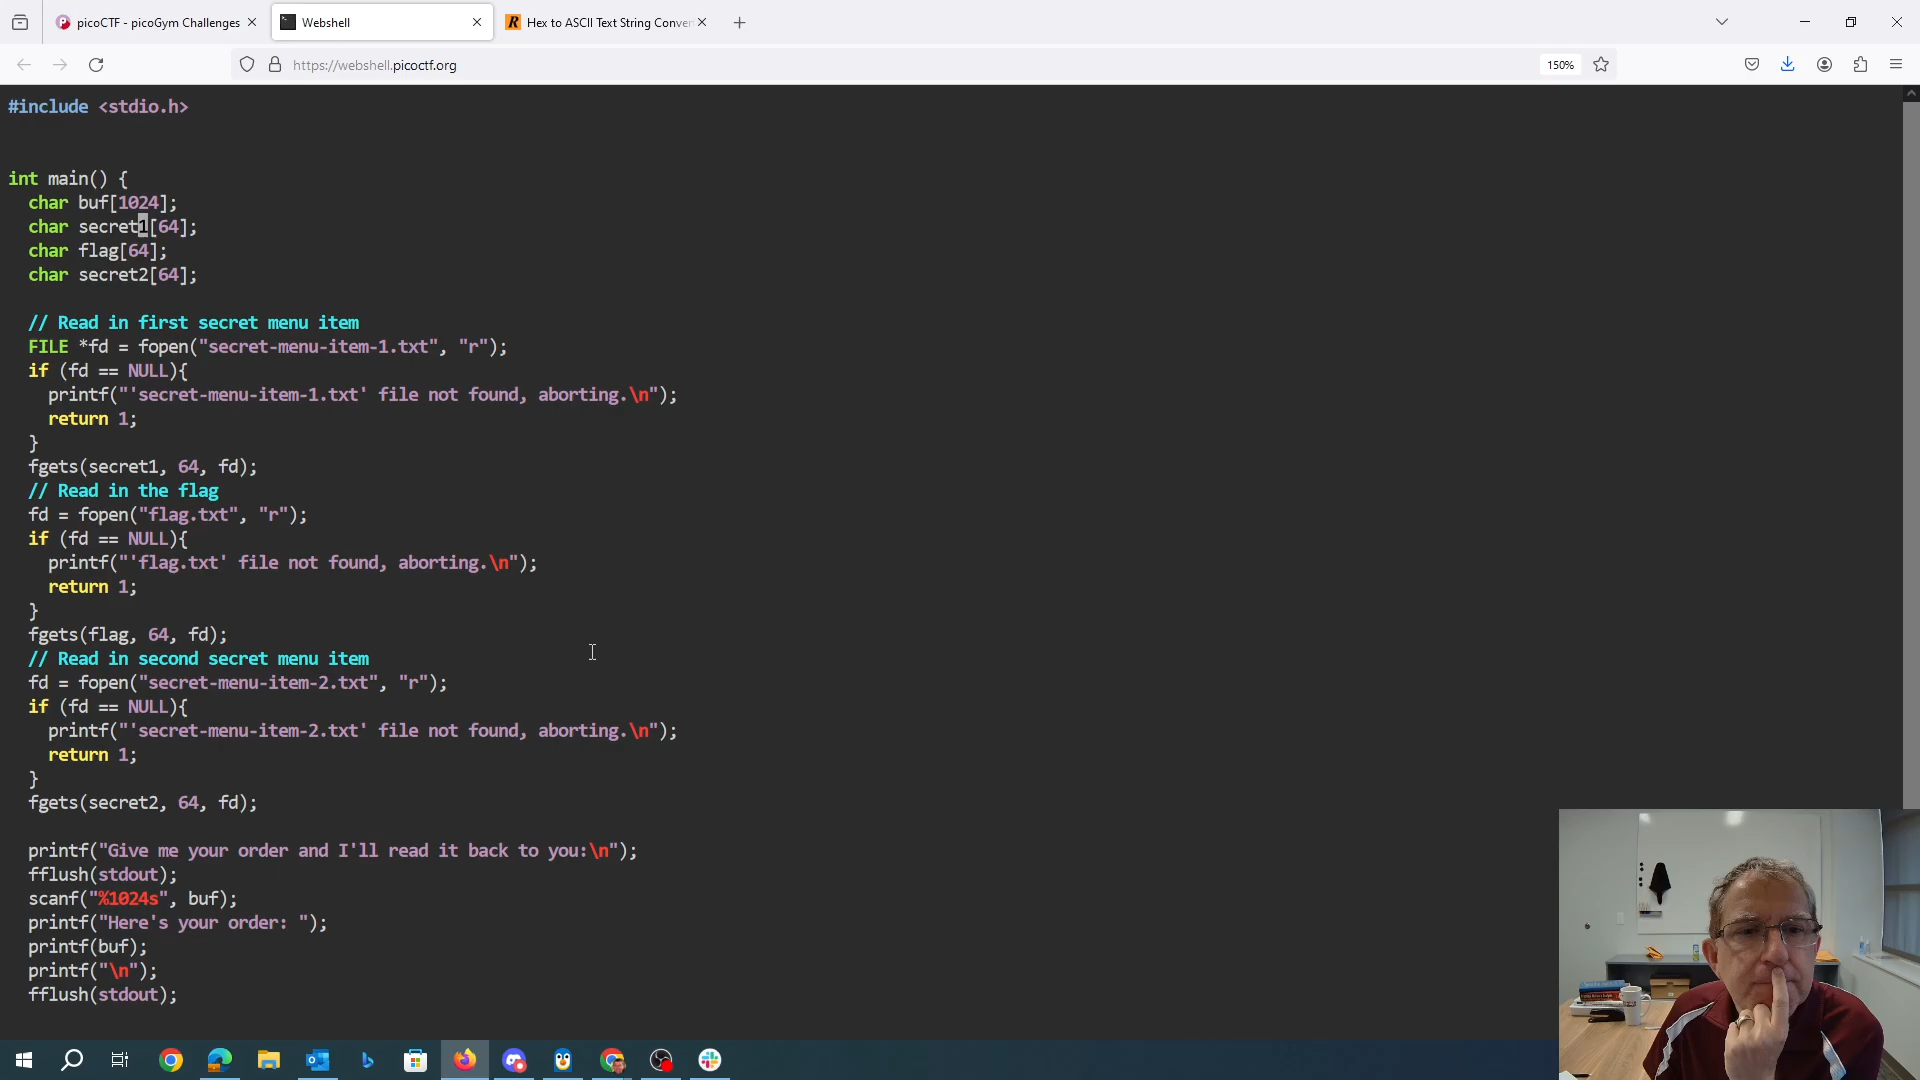 picoCTF - picoGym Challenges
Webshell
Hex to ASCII Text String Conver
https://webshell.picoctf.org
150%
#include <stdio.h>
int main() {
  char buf[1024];
  char secret1[64];
  char flag[64];
  char secret2[64];
  // Read in first secret menu item
  FILE *fd = fopen("secret-menu-item-1.txt", "r");
  if (fd == NULL){
    printf("'secret-menu-item-1.txt' file not found, aborting.\n");
    return 1;
  }
  fgets(secret1, 64, fd);
  // Read in the flag
  fd = fopen("flag.txt", "r");
  if (fd == NULL){
    printf("'flag.txt' file not found, aborting.\n");
    return 1;
  }
  fgets(flag, 64, fd);
  // Read in second secret menu item
  fd = fopen("secret-menu-item-2.txt", "r");
  if (fd == NULL){
    printf("'secret-menu-item-2.txt' file not found, aborting.\n");
    return 1;
  }
  fgets(secret2, 64, fd);
  printf("Give me your order and I'll read it back to you:\n");
  fflush(stdout);
  scanf("%1024s", buf);
  printf("Here's your order: ");
  printf(buf);
  printf("\n");
  fflush(stdout);